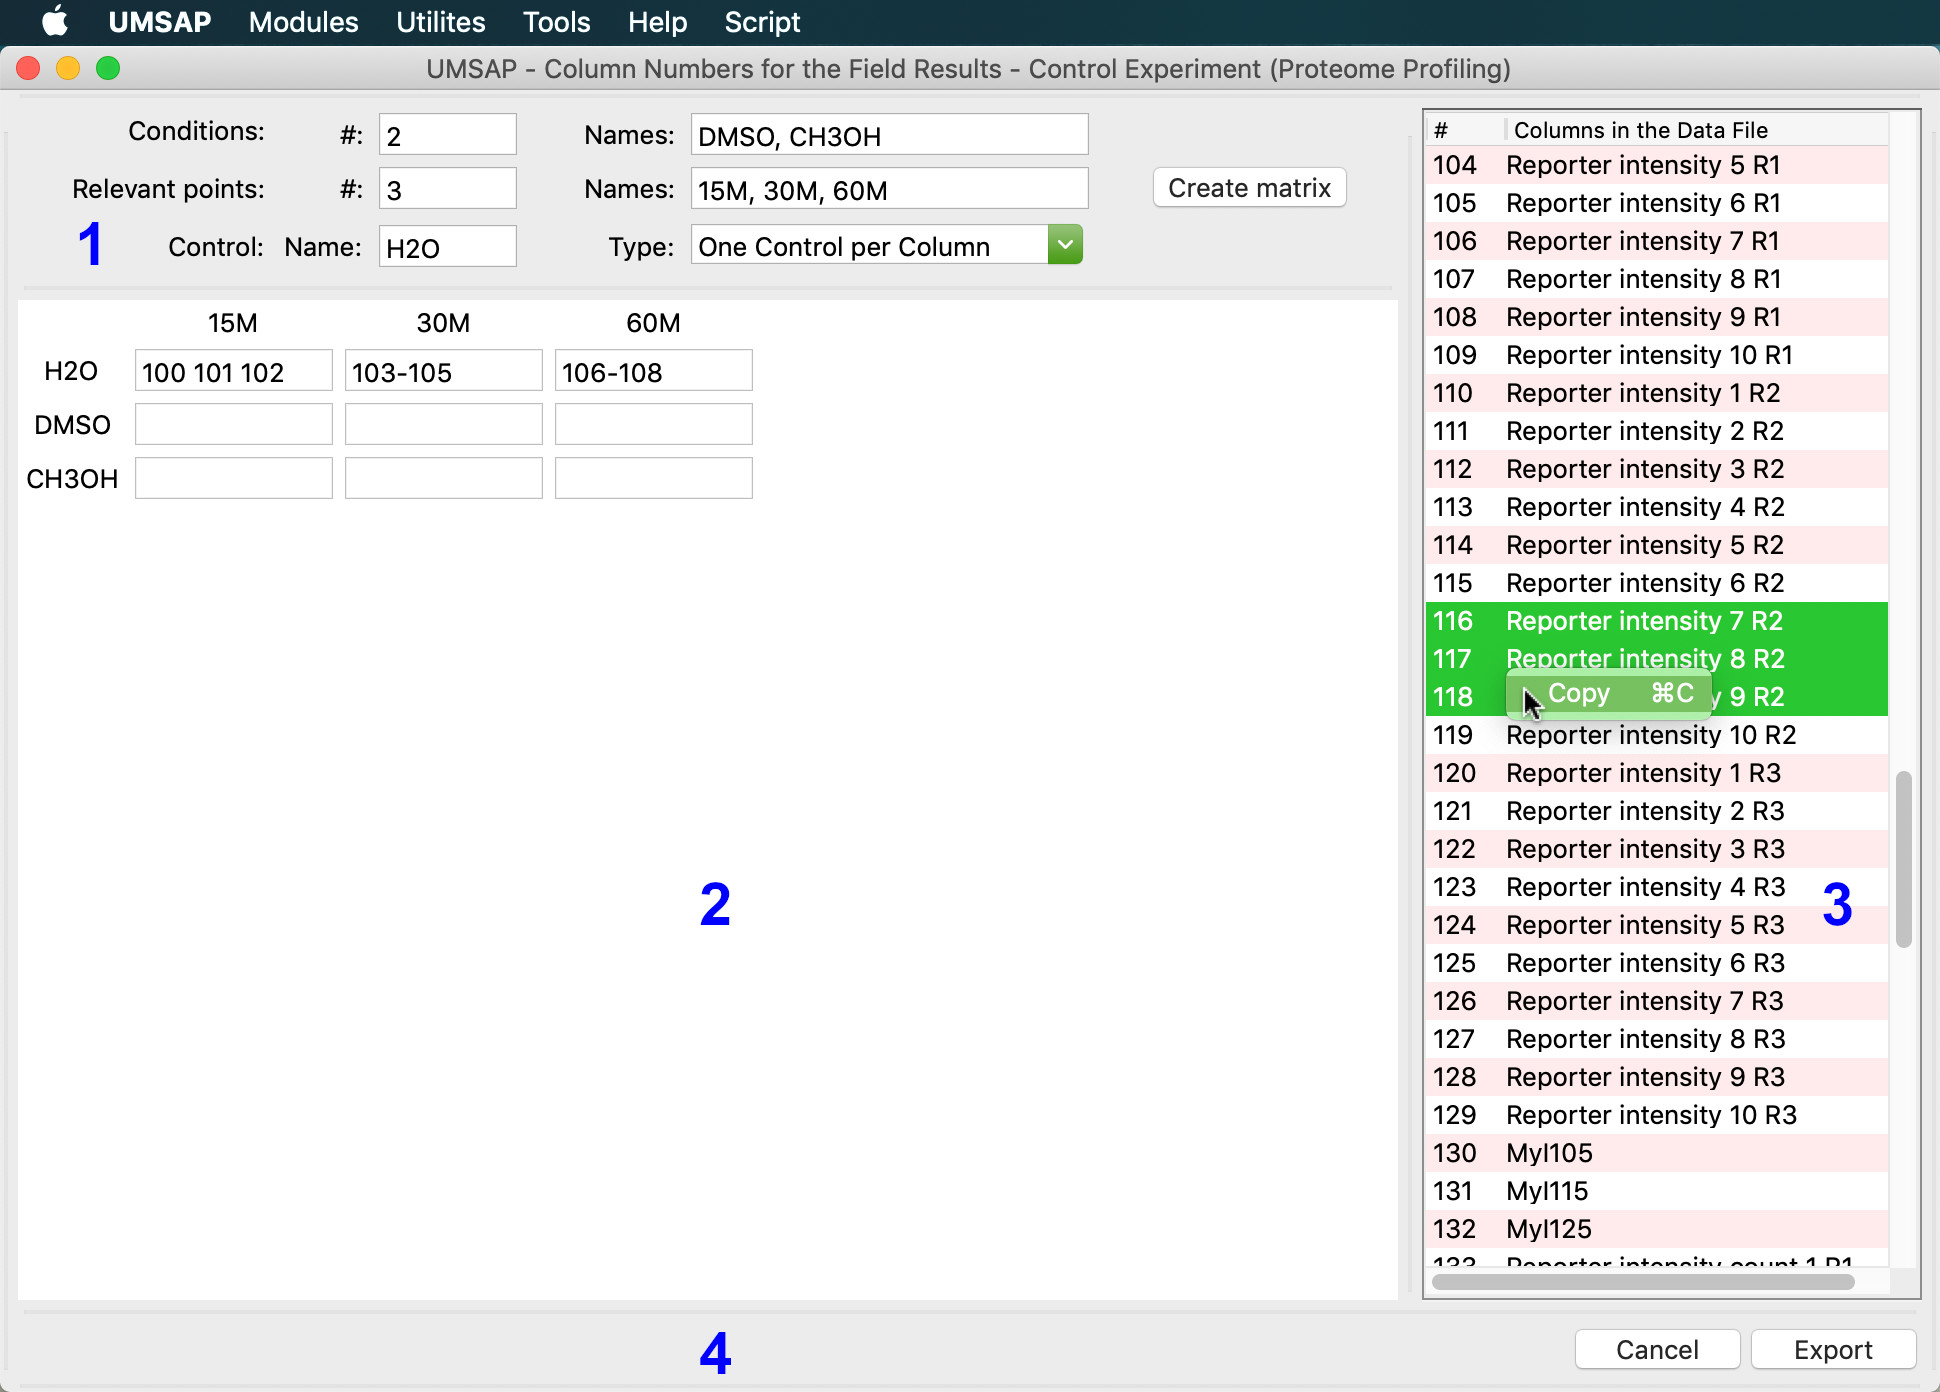 UMSAP Modules Utilites Tools Help Script
UMSAP - Column Numbers for the Field Results - Control Experiment (Proteome Profiling)
Conditions: #: 2 Names: DMSO, CH3OH
Relevant points: #: 3 Names: 15M, 30M, 60M Create matrix
1 Control: Name: H2O Type: One Control per Column
15M 30M 60M
H2O 100 101 102 103-105 106-108
DMSO
CH3OH
2
# Columns in the Data File
104 Reporter intensity 5 R1
105 Reporter intensity 6 R1
106 Reporter intensity 7 R1
107 Reporter intensity 8 R1
108 Reporter intensity 9 R1
109 Reporter intensity 10 R1
110 Reporter intensity 1 R2
111 Reporter intensity 2 R2
112 Reporter intensity 3 R2
113 Reporter intensity 4 R2
114 Reporter intensity 5 R2
115 Reporter intensity 6 R2
116 Reporter intensity 7 R2
117 Reporter intensity 8 R2
118 Copy ⌘C y 9 R2
119 Reporter intensity 10 R2
120 Reporter intensity 1 R3
121 Reporter intensity 2 R3
122 Reporter intensity 3 R3
123 Reporter intensity 4 R3
3
124 Reporter intensity 5 R3
125 Reporter intensity 6 R3
126 Reporter intensity 7 R3
127 Reporter intensity 8 R3
128 Reporter intensity 9 R3
129 Reporter intensity 10 R3
130 Myl105
131 Myl115
132 Myl125
133 Reporter intensity count 1 R1
4
Cancel Export